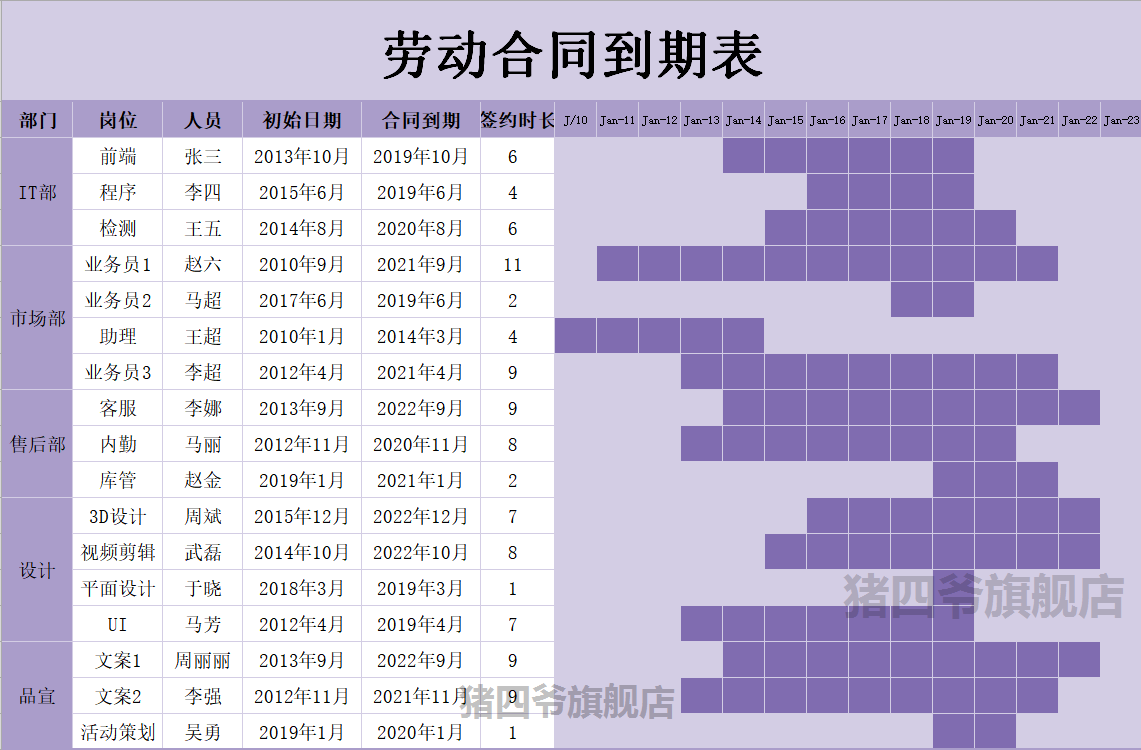 劳动合同到期表
部门 岗位 人员 初始日期 合同到期 签约时长 J/10 Jan-11 Jan-12 Jan-13 Jan-14 Jan-15 Jan-16 Jan-17 Jan-18 Jan-19 Jan-20 Jan-21 Jan-22 Jan-23
IT部 前端 张三 2013年10月 2019年10月 6
程序 李四 2015年6月 2019年6月 4
检测 王五 2014年8月 2020年8月 6
市场部 业务员1 赵六 2010年9月 2021年9月 11
业务员2 马超 2017年6月 2019年6月 2
助理 王超 2010年1月 2014年3月 4
业务员3 李超 2012年4月 2021年4月 9
售后部 客服 李娜 2013年9月 2022年9月 9
内勤 马丽 2012年11月 2020年11月 8
库管 赵金 2019年1月 2021年1月 2
设计 3D设计 周斌 2015年12月 2022年12月 7
视频剪辑 武磊 2014年10月 2022年10月 8
平面设计 于晓 2018年3月 2019年3月 1
猪四爷旗舰店
UI 马芳 2012年4月 2019年4月 7
品宣 文案1 周丽丽 2013年9月 2022年9月 9
文案2 李强 2012年11月 2021年11月 9
猪四爷旗舰店
活动策划 吴勇 2019年1月 2020年1月 1